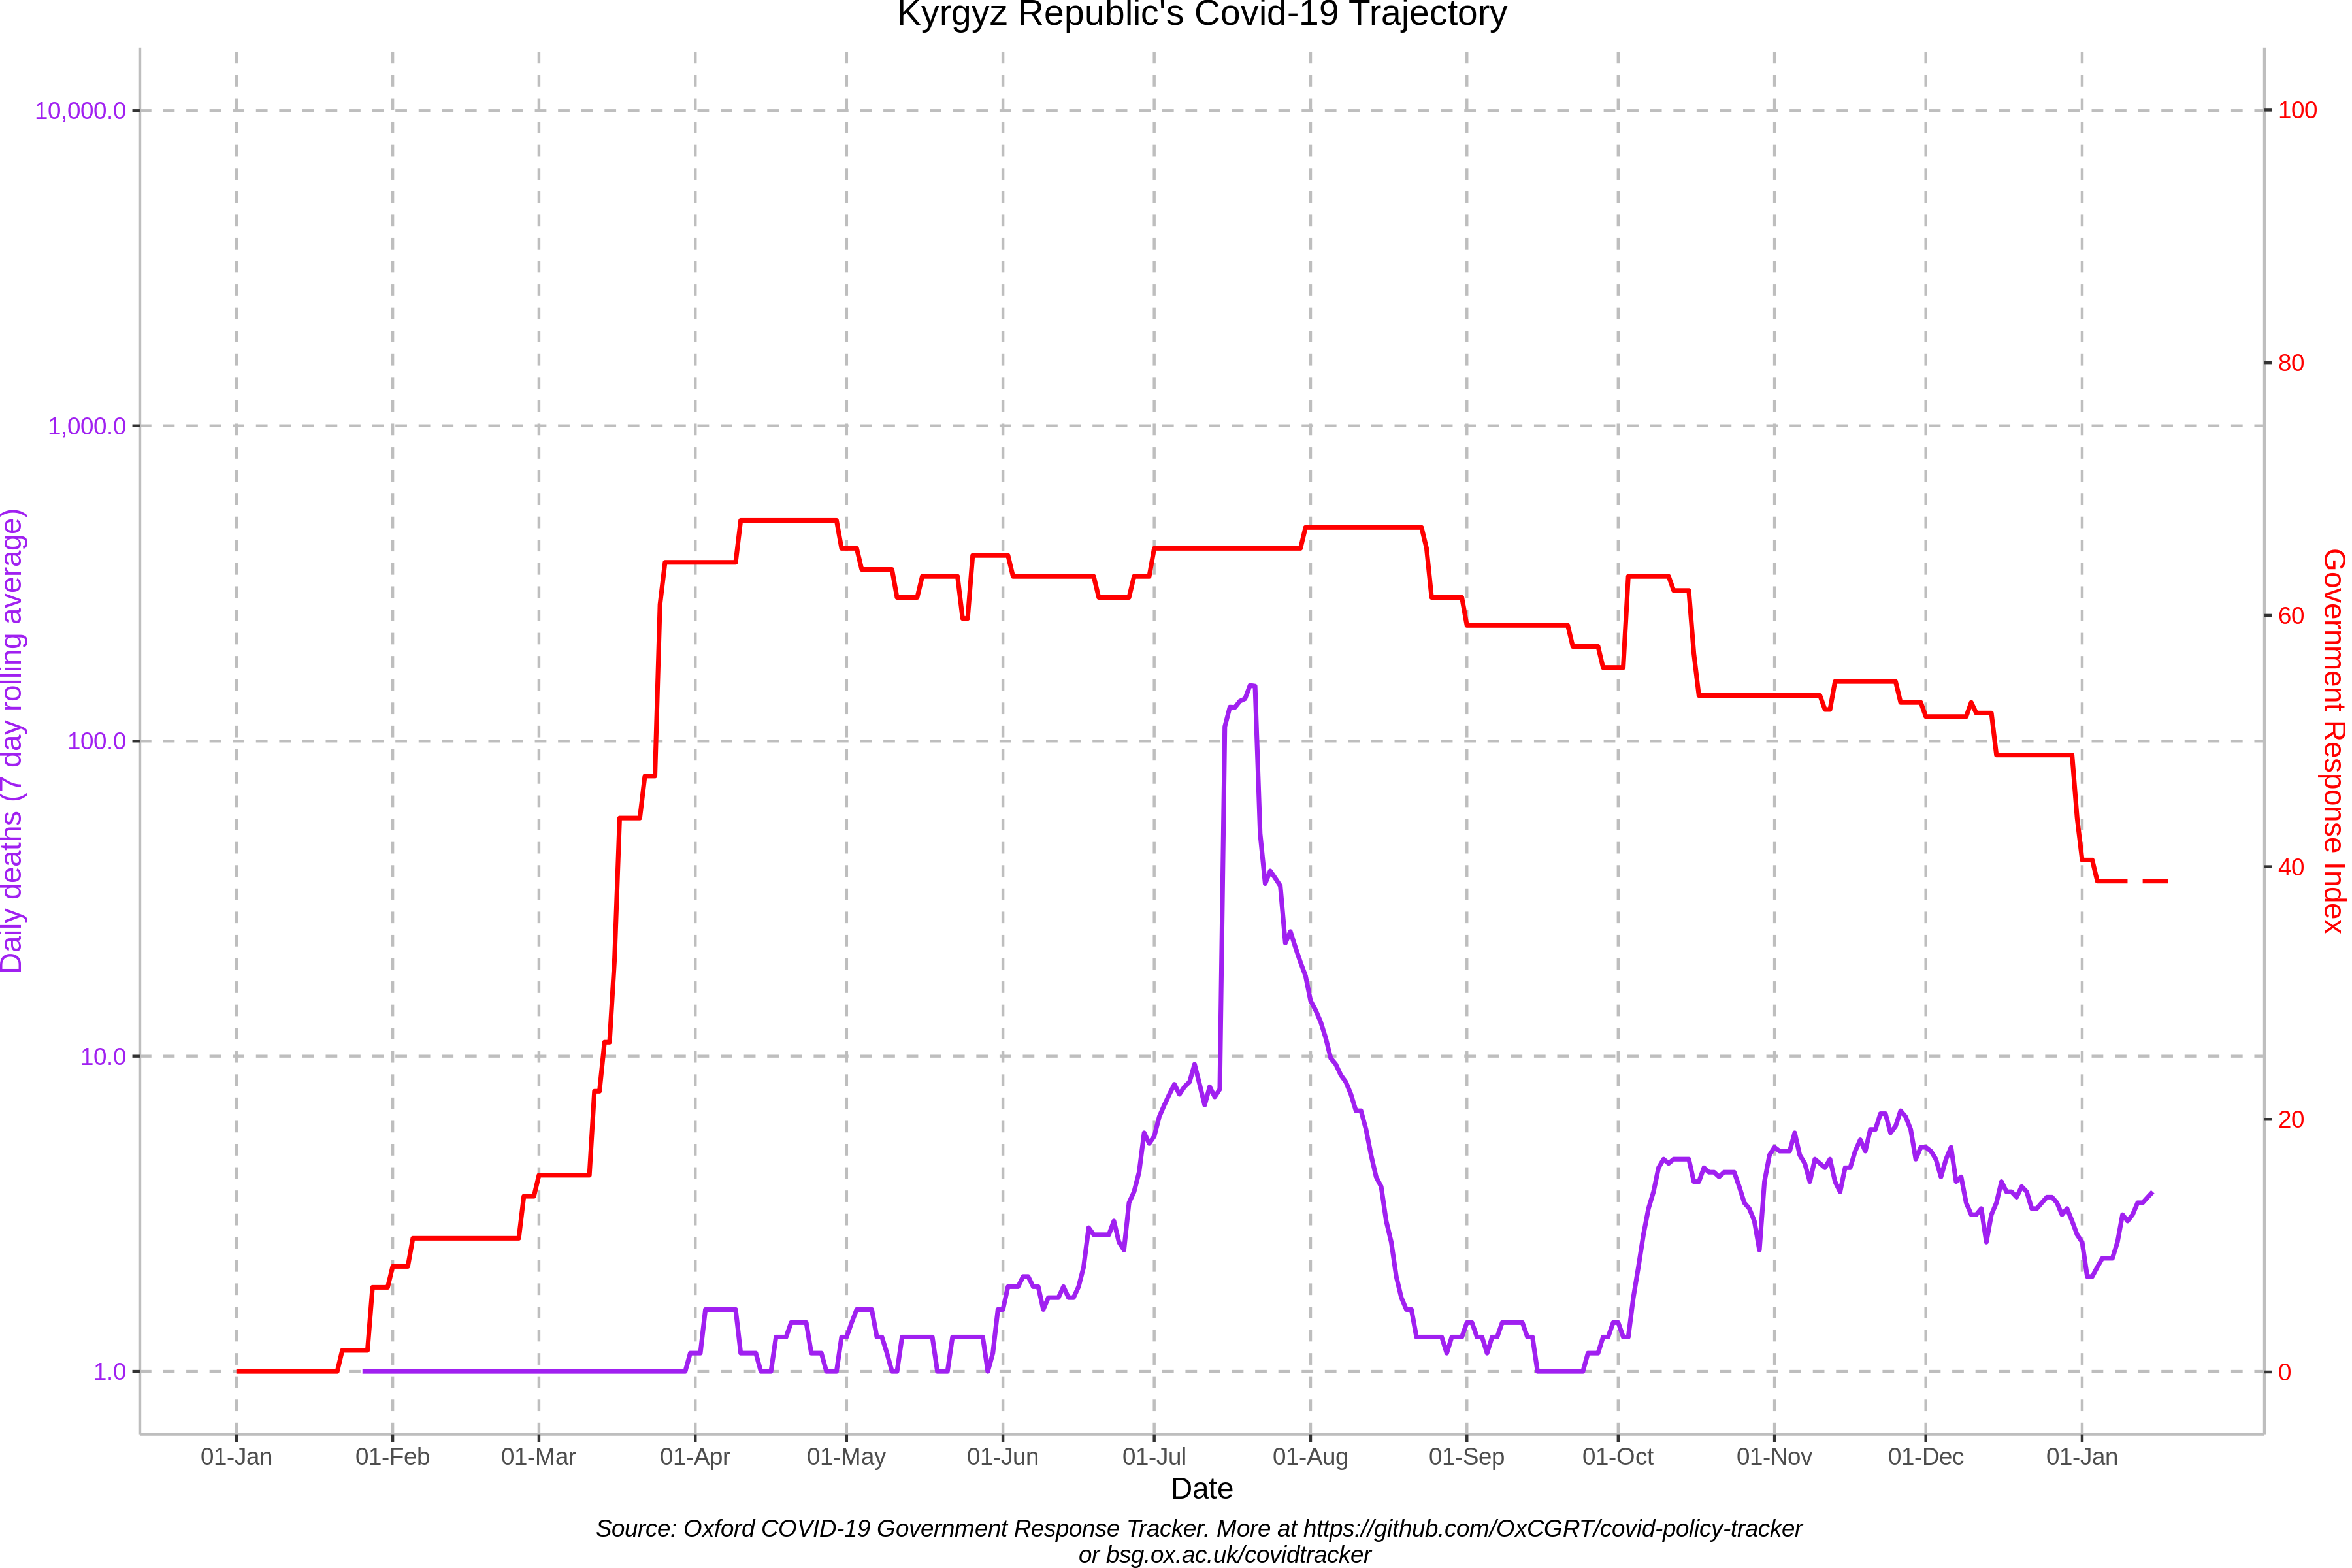 Kyrgyz Republic's Covid-19 Trajectory
10,000.0
1,000.0
100.0
10.0
1.0
Daily deaths (7 day rolling average)
100
80
60
40
20
0
Government Response Index
01-Jan 01-Feb 01-Mar 01-Apr 01-May 01-Jun 01-Jul 01-Aug 01-Sep 01-Oct 01-Nov 01-Dec 01-Jan
Date
Source: Oxford COVID-19 Government Response Tracker. More at https://github.com/OxCGRT/covid-policy-tracker
or bsg.ox.ac.uk/covidtracker